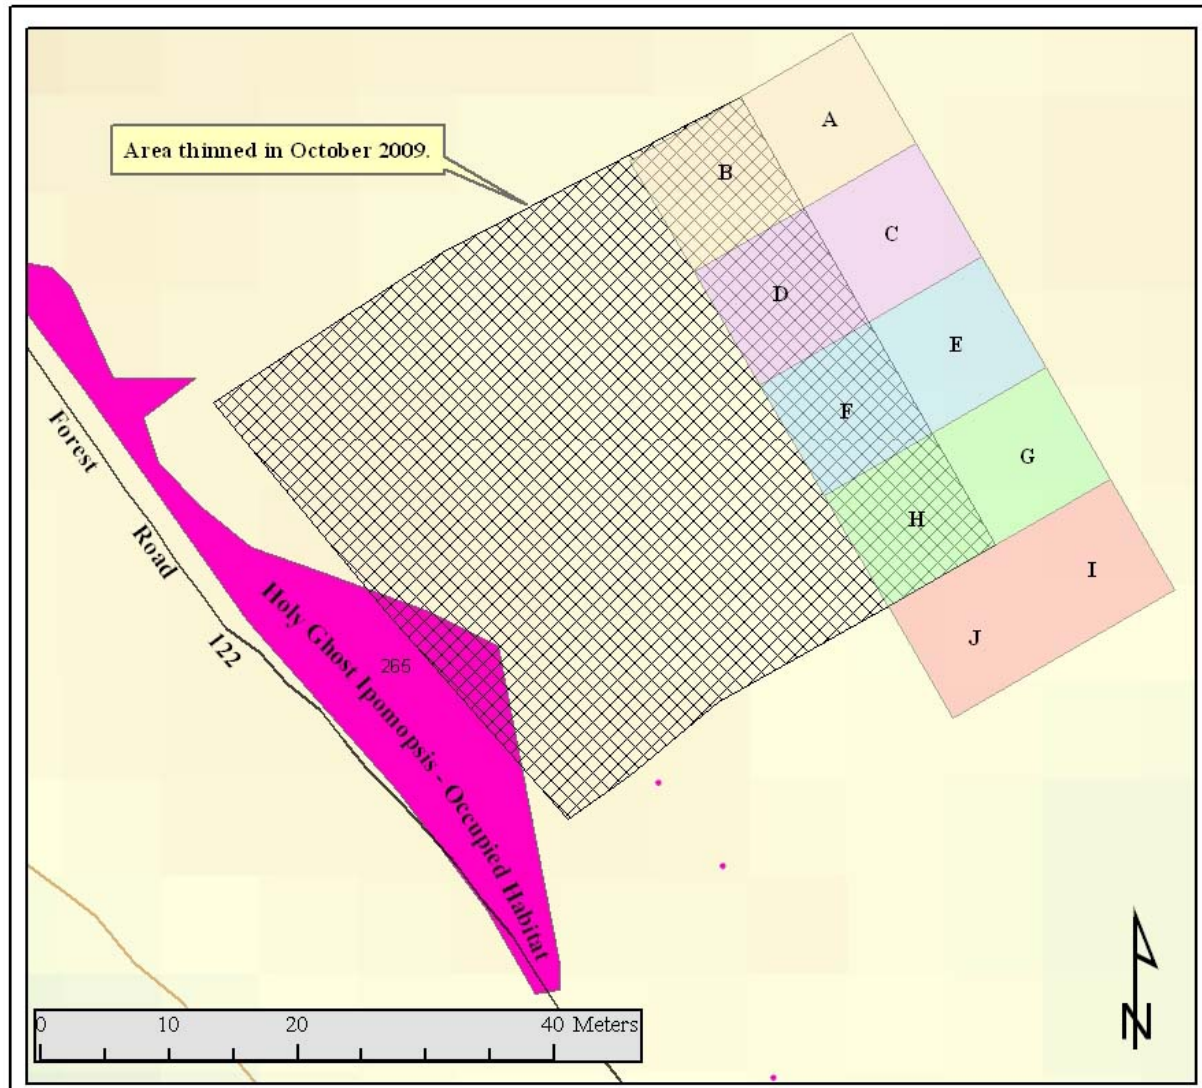 Area thinned in October 2009.
A
B
C
D
E
F
G
H
I
J
Forest
Road
122
Holy Ghost Ipomopsis - Occupied Habitat
265
0 10 20 40 Meters
N